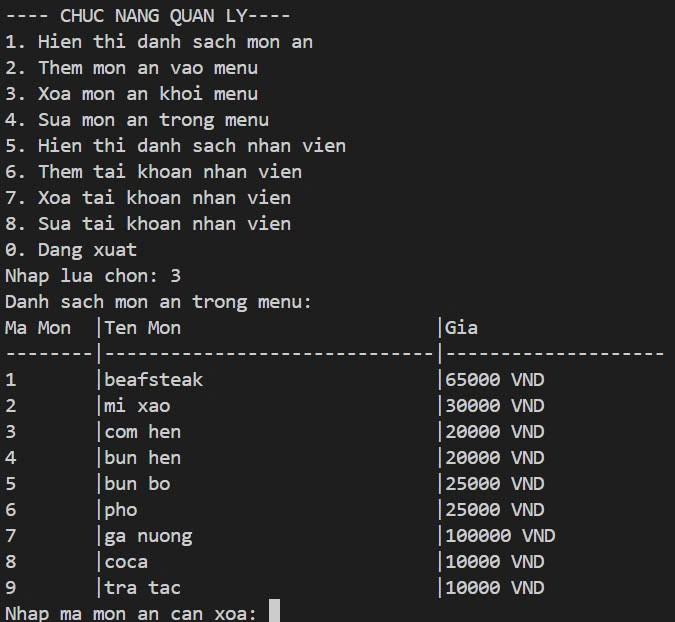 ---- CHUC NANG QUAN LY----
1. Hien thi danh sach mon an
2. Them mon an vao menu
3. Xoa mon an khoi menu
4. Sua mon an trong menu
5. Hien thi danh sach nhan vien
6. Them tai khoan nhan vien
7. Xoa tai khoan nhan vien
8. Sua tai khoan nhan vien
0. Dang xuat
Nhap lua chon: 3
Danh sach mon an trong menu:
Ma Mon  |Ten Mon                       |Gia
--------|------------------------------|--------------------
1       |beafsteak                     |65000 VND
2       |mi xao                        |30000 VND
3       |com hen                       |20000 VND
4       |bun hen                       |20000 VND
5       |bun bo                        |25000 VND
6       |pho                           |25000 VND
7       |ga nuong                      |100000 VND
8       |coca                          |10000 VND
9       |tra tac                       |10000 VND
Nhap ma mon an can xoa: